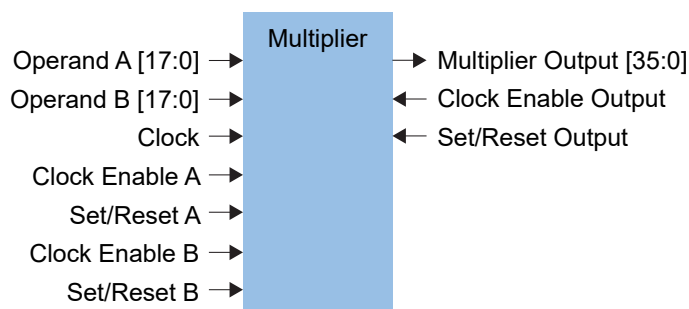 Multiplier
Operand A [17:0]
Operand B [17:0]
Clock
Clock Enable A
Set/Reset A
Clock Enable B
Set/Reset B
Multiplier Output [35:0]
Clock Enable Output
Set/Reset Output